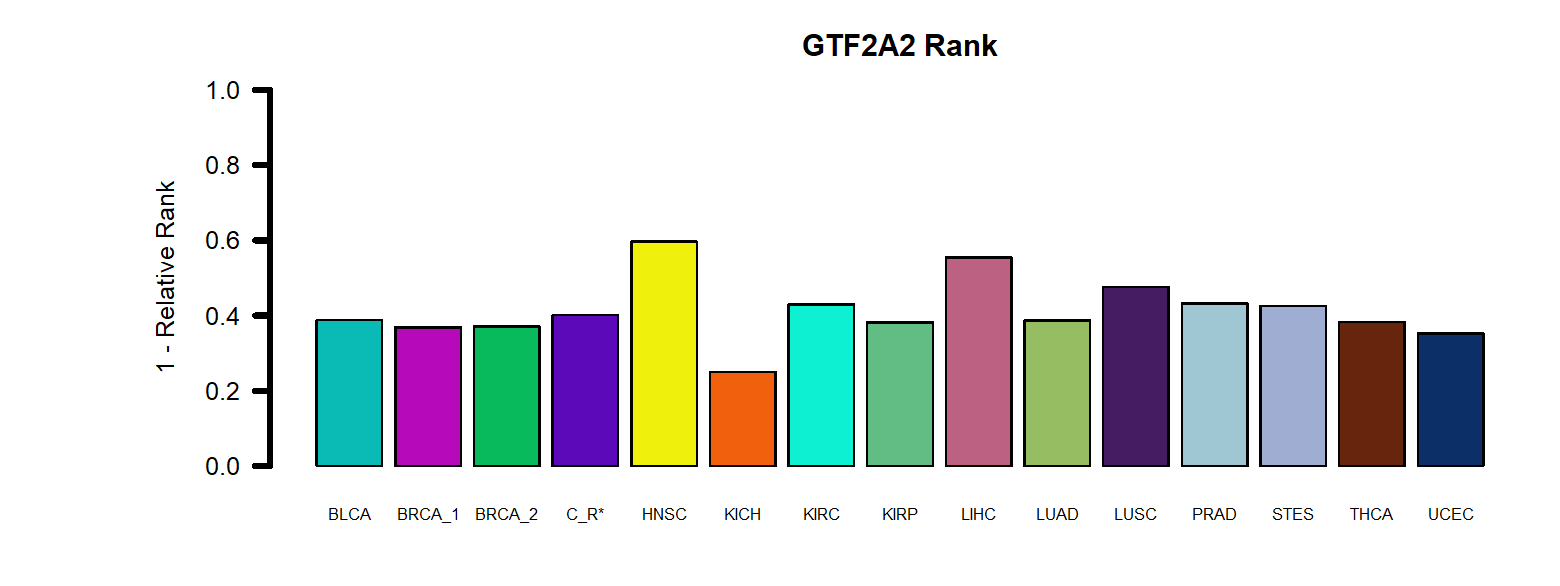 GTF2A2 Rank
1.0
0.8
0.6
0.4
0.2
0.0
1 - Relative Rank
BLCA BRCA_1 BRCA_2 C_R* HNSC KICH KIRC KIRP LIHC LUAD LUSC PRAD STES THCA UCEC